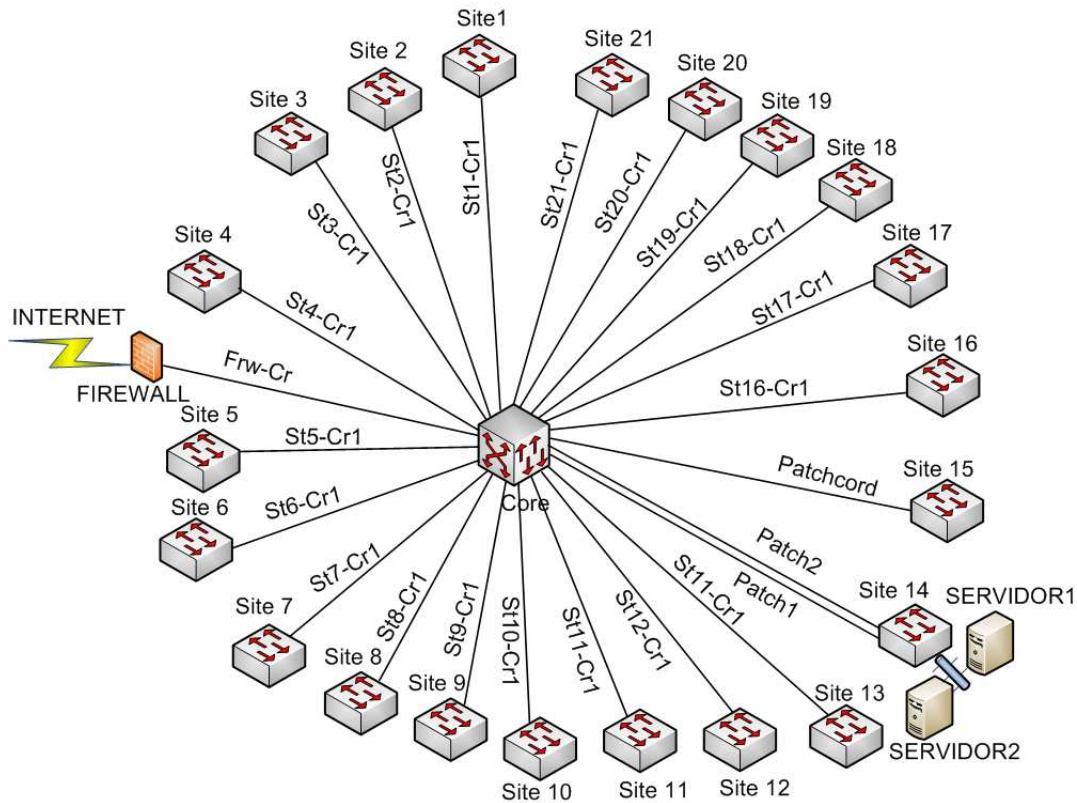 Site1
Site 21
Site 2
Site 20
Site 3
Site 19
Site 18
St1-Cr1
St2-Cr1
St21-Cr1
St20-Cr1
St3-Cr1
St19-Cr1
Site 4
St18-Cr1
Site 17
St4-Cr1
St17-Cr1
INTERNET
Frw-Cr
Site 16
FIREWALL
St16-Cr1
Site 5
St5-Cr1
Site 15
Patchcord
Site 6
St6-Cr1
Core
Patch2
St7-Cr1
St8-Cr1
St9-Cr1
St10-Cr1
St11-Cr1
St12-Cr1
St11-Cr1
Patch1
Site 14
SERVIDOR1
Site 7
Site 8
Site 9
Site 13
SERVIDOR2
Site 10
Site 11
Site 12